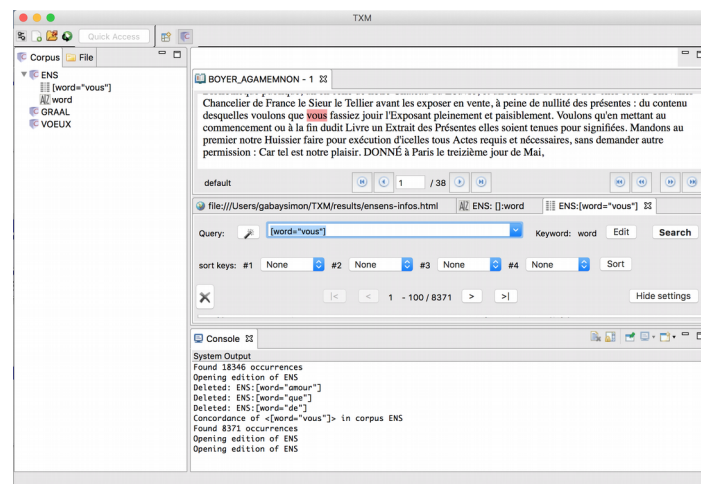 TXM
Quick Access
Corpus File
ENS
[word="vous"]
word
GRAAL
VOEUX
BOYER_AGAMEMNON - 1
Chancelier de France le Sieur le Tellier avant les exposer en vente, à peine de nullité des présentes : du contenu
desquelles voulons que vous fassiez jouir l'Exposant pleinement et paisiblement. Voulons qu'en mettant au
commencement ou à la fin dudit Livre un Extrait des Présentes elles soient tenues pour signifiées. Mandons au
premier notre Huissier faire pour exécution d'icelles tous Actes requis et nécessaires, sans demander autre
permission : Car tel est notre plaisir. DONNÉ à Paris le treizième jour de Mai,
default 1 / 38
file:///Users/gabaysimon/TXM/results/ensens-infos.html ENS: []:word ENS:[word="vous"]
Query: [word="vous"] Keyword: word Edit Search
sort keys: #1 None #2 None #3 None #4 None Sort
|< < 1 - 100 / 8371 > >| Hide settings
Console
System Output
Found 18346 occurrences
Opening edition of ENS
Deleted: ENS:[word="amour"]
Deleted: ENS:[word="que"]
Deleted: ENS:[word="de"]
Concordance of <[word="vous"]> in corpus ENS
Found 8371 occurrences
Opening edition of ENS
Opening edition of ENS